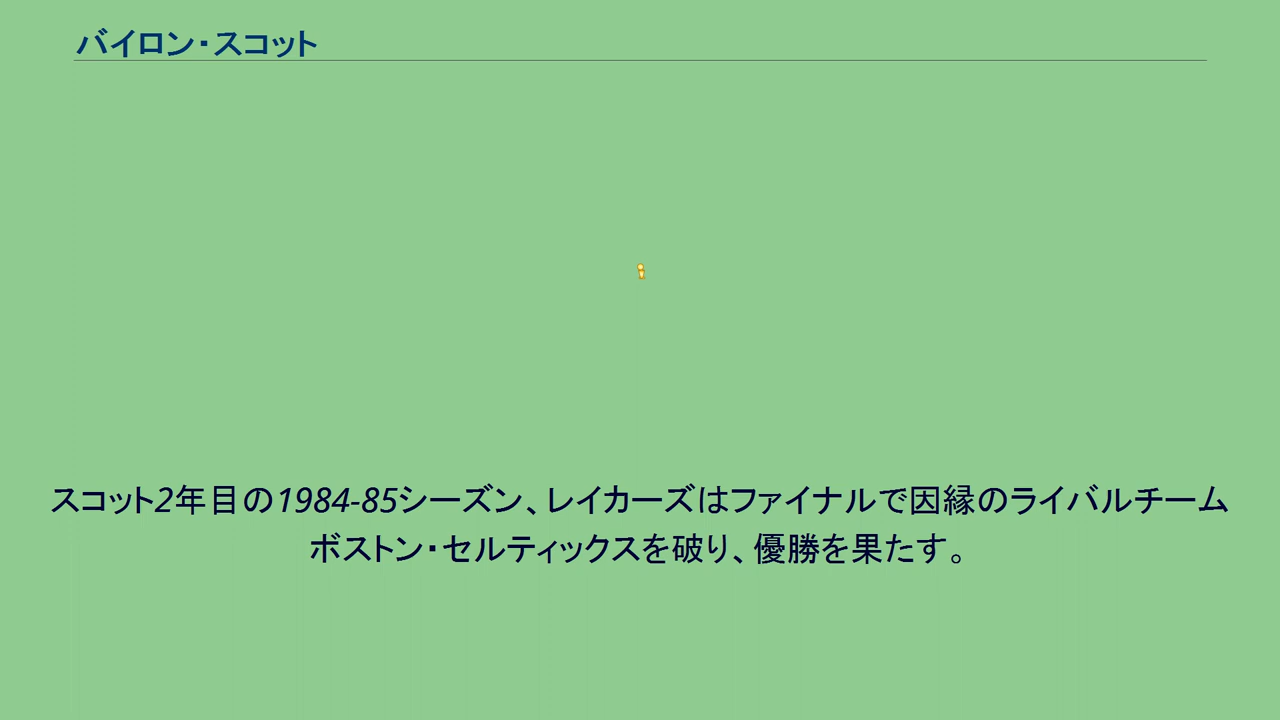 バイロン・スコット
スコット2年目の1984-85シーズン、レイカーズはファイナルで因縁のライバルチーム
ボストン・セルティックスを破り、優勝を果たす。